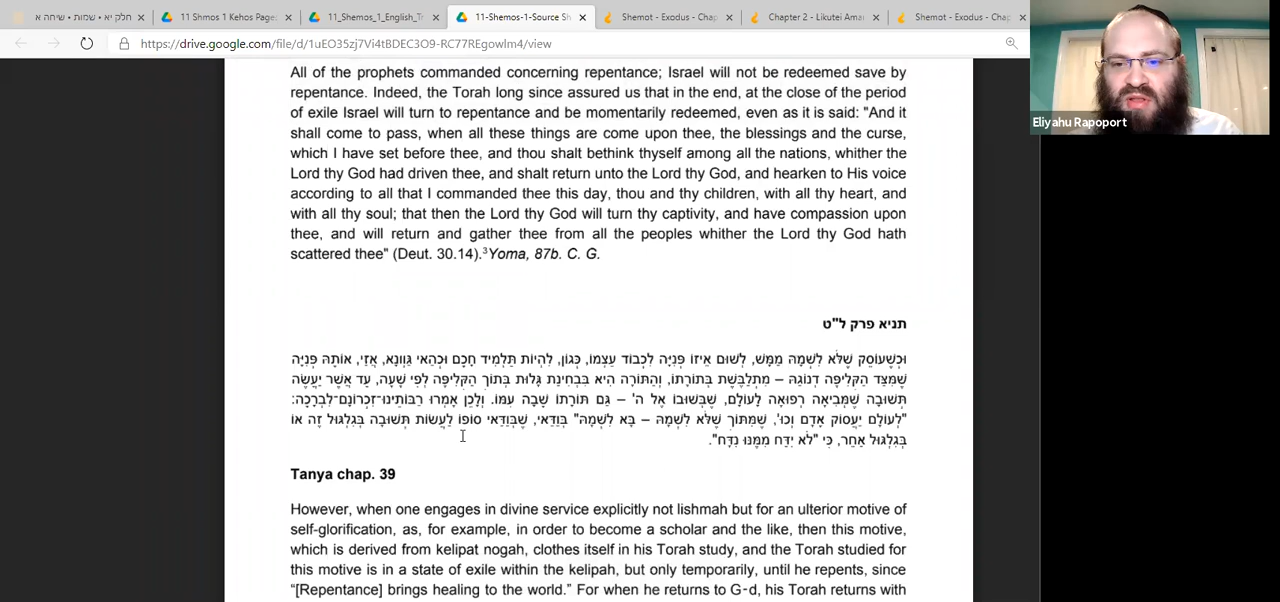 חלק יא • שמות • שיחה א
11 Shmos 1 Kehos Page
11_Shemos_1_English_T
11-Shemos-1-Source Sh
Shemot - Exodus - Chap
Chapter 2 - Likutei Ama
Shemot - Exodus - Chap
https://drive.google.com/file/d/1uEO35zj7Vi4tBDEC3O9-RC77REgowlm4/view
Eliyahu Rapoport
All of the prophets commanded concerning repentance; Israel will not be redeemed save by
repentance. Indeed, the Torah long since assured us that in the end, at the close of the period
of exile Israel will turn to repentance and be momentarily redeemed, even as it is said: "And it
shall come to pass, when all these things are come upon thee, the blessings and the curse,
which I have set before thee, and thou shalt bethink thyself among all the nations, whither the
Lord thy God had driven thee, and shalt return unto the Lord thy God, and hearken to His voice
according to all that I commanded thee this day, thou and thy children, with all thy heart, and
with all thy soul; that then the Lord thy God will turn thy captivity, and have compassion upon
thee, and will return and gather thee from all the peoples whither the Lord thy God hath
scattered thee" (Deut. 30.14).³Yoma, 87b. C. G.
תניא פרק ל"ט
וּכְשֶׁעוֹסֵק שֶׁלֹּא לִשְׁמָהּ מַמָּשׁ, לְשׁוּם אֵיזוֹ פְּנִיָּה לִכְבוֹד עַצְמוֹ, כְּגוֹן, לִהְיוֹת תַּלְמִיד חָכָם וּכְהַאי גַּוְונָא, אֲזַי, אוֹתָהּ פְּנִיָּה
שֶׁמִּצַּד הַקְּלִיפָּה דְנוֹגַהּ – מִתְלַבֶּשֶׁת בְּתוֹרָתוֹ, וְהַתּוֹרָה הִיא בִּבְחִינַת גָּלוּת בְּתוֹךְ הַקְּלִיפָּה לְפִי שָׁעָה, עַד אֲשֶׁר יַעֲשֶׂה
תְּשׁוּבָה שֶׁמְּבִיאָה רְפוּאָה לָעוֹלָם, שֶׁבְּשׁוּבוֹ אֶל ה' – גַּם תּוֹרָתוֹ שָׁבָה עִמּוֹ. וְלָכֵן אָמְרוּ רַבּוֹתֵינוּ־זִכְרוֹנָם־לִבְרָכָה:
"לְעוֹלָם יַעֲסוֹק אָדָם וְכוּ', שֶׁמִּתּוֹךְ שֶׁלֹּא לִשְׁמָהּ – בָּא לִשְׁמָהּ" בְּוַדַּאי, שֶׁבְּוַדַּאי סוֹפוֹ לַעֲשׂוֹת תְּשׁוּבָה בְּגִלְגּוּל זֶה אוֹ
בְּגִלְגּוּל אַחֵר, כִּי "לֹא יִדַּח מִמֶּנּוּ נִדָּח".
Tanya chap. 39
However, when one engages in divine service explicitly not lishmah but for an ulterior motive of
self-glorification, as, for example, in order to become a scholar and the like, then this motive,
which is derived from kelipat nogah, clothes itself in his Torah study, and the Torah studied for
this motive is in a state of exile within the kelipah, but only temporarily, until he repents, since
“[Repentance] brings healing to the world.” For when he returns to G-d, his Torah returns with